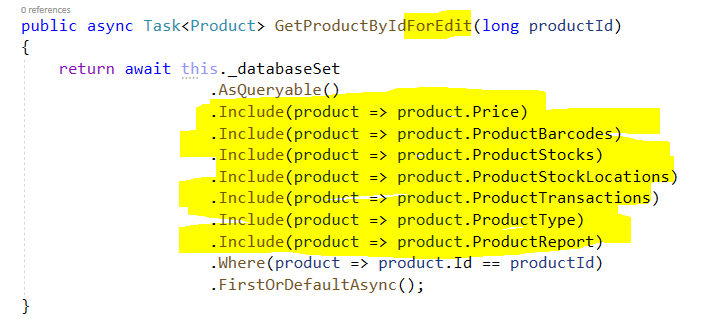 0 references
public async Task<Product> GetProductByIdForEdit(long productId)
{
return await this._databaseSet
.AsQueryable()
.Include(product => product.Price)
.Include(product => product.ProductBarcodes)
.Include(product => product.ProductStocks)
.Include(product => product.ProductStockLocations)
.Include(product => product.ProductTransactions)
.Include(product => product.ProductType)
.Include(product => product.ProductReport)
.Where(product => product.Id == productId)
.FirstOrDefaultAsync();
}